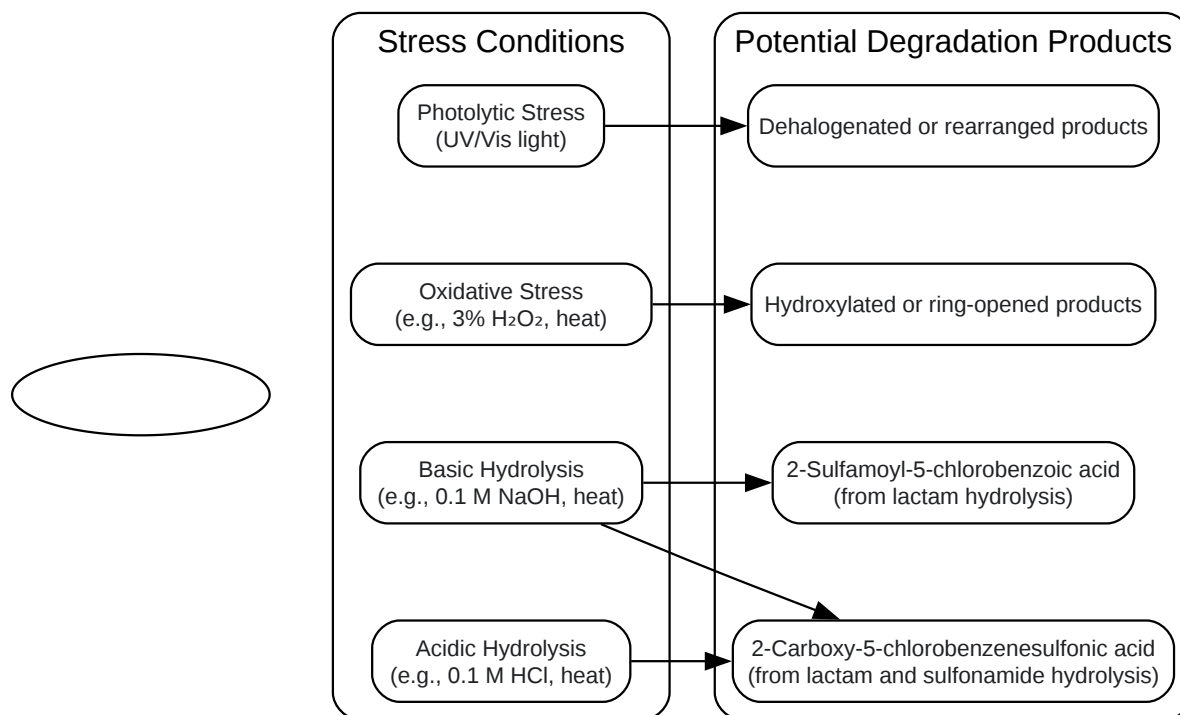 Stress Conditions
Potential Degradation Products
Photolytic Stress
(UV/Vis light)
Dehalogenated or rearranged products
Oxidative Stress
(e.g., 3% H₂O₂, heat)
Hydroxylated or ring-opened products
Basic Hydrolysis
(e.g., 0.1 M NaOH, heat)
2-Sulfamoyl-5-chlorobenzoic acid
(from lactam hydrolysis)
Acidic Hydrolysis
(e.g., 0.1 M HCl, heat)
2-Carboxy-5-chlorobenzenesulfonic acid
(from lactam and sulfonamide hydrolysis)